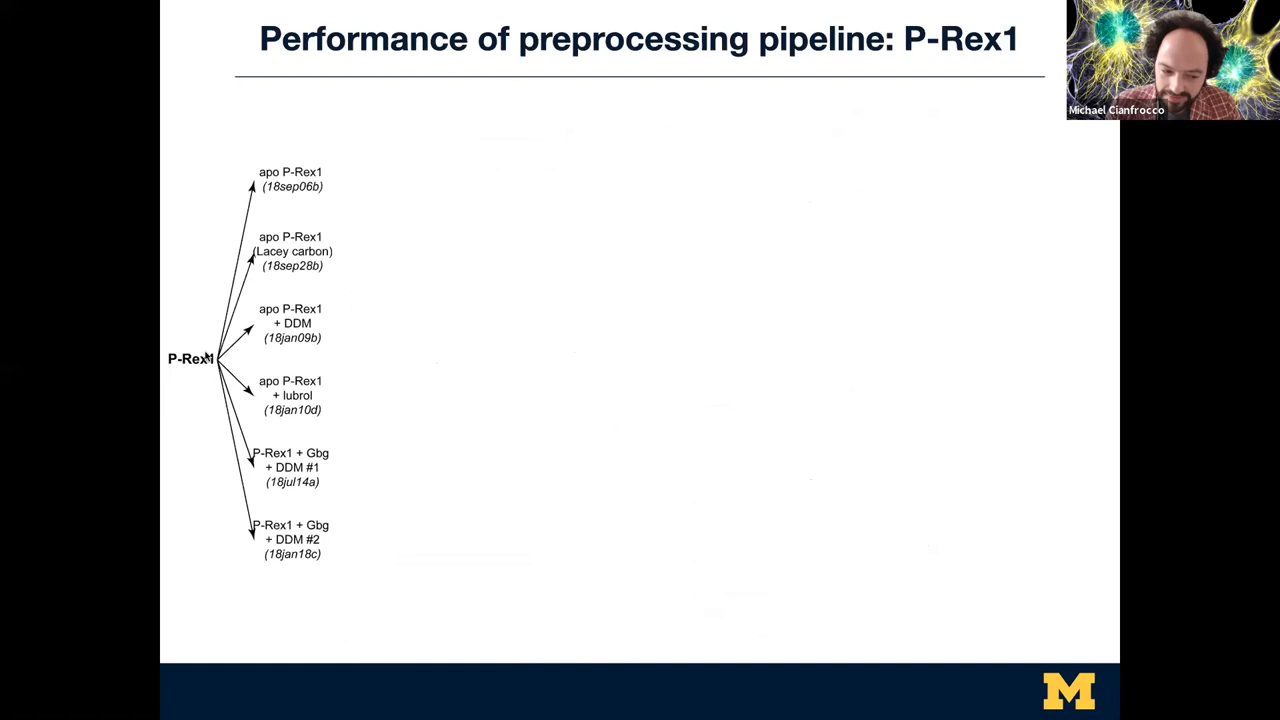 Performance of preprocessing pipeline: P-Rex1
Michael Cianfrocco
apo P-Rex1
(18sep06b)
apo P-Rex1
(Lacey carbon)
(18sep28b)
apo P-Rex1
+ DDM
(18jan09b)
P-Rex1
apo P-Rex1
+ lubrol
(18jan10d)
P-Rex1 + Gbg
+ DDM #1
(18jul14a)
P-Rex1 + Gbg
+ DDM #2
(18jan18c)
M